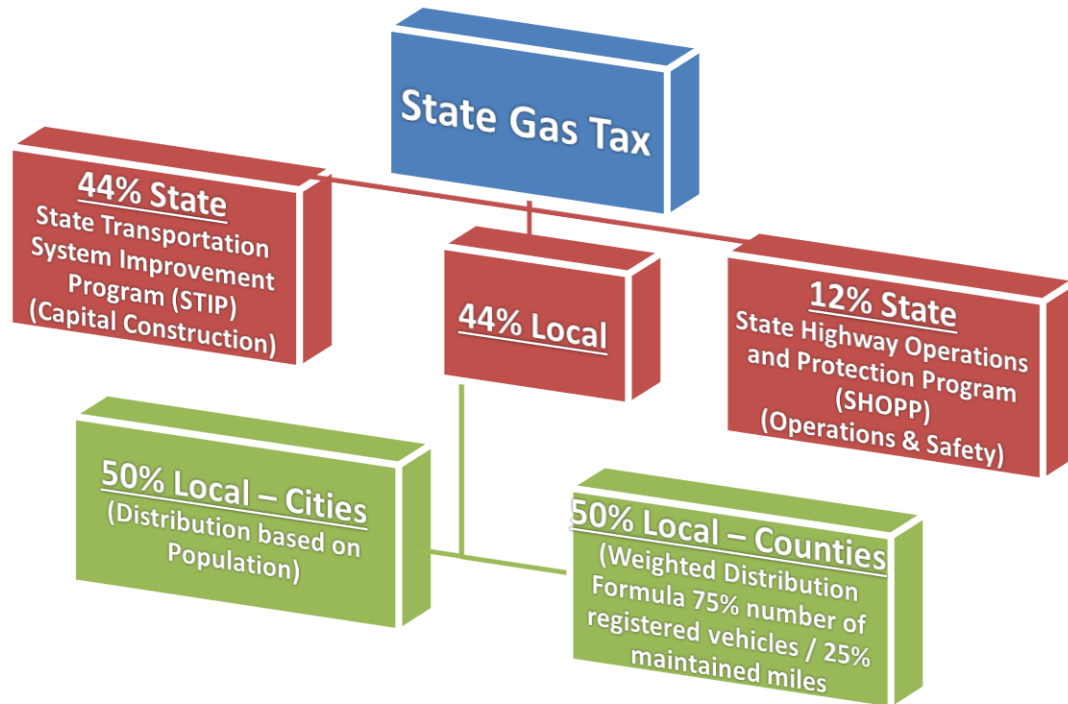 State Gas Tax
44% State
State Transportation
System Improvement
Program (STIP)
(Capital Construction)
44% Local
12% State
State Highway Operations
and Protection Program
(SHOPP)
(Operations & Safety)
50% Local – Cities
(Distribution based on
Population)
50% Local – Counties
(Weighted Distribution
Formula 75% number of
registered vehicles / 25%
maintained miles